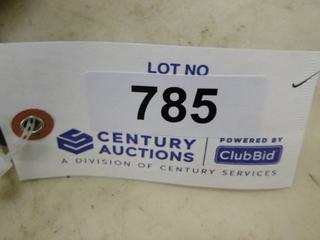 LOT NO
785
CENTURY AUCTIONS
POWERED BY
ClubBid
A DIVISION OF CENTURY SERVICES